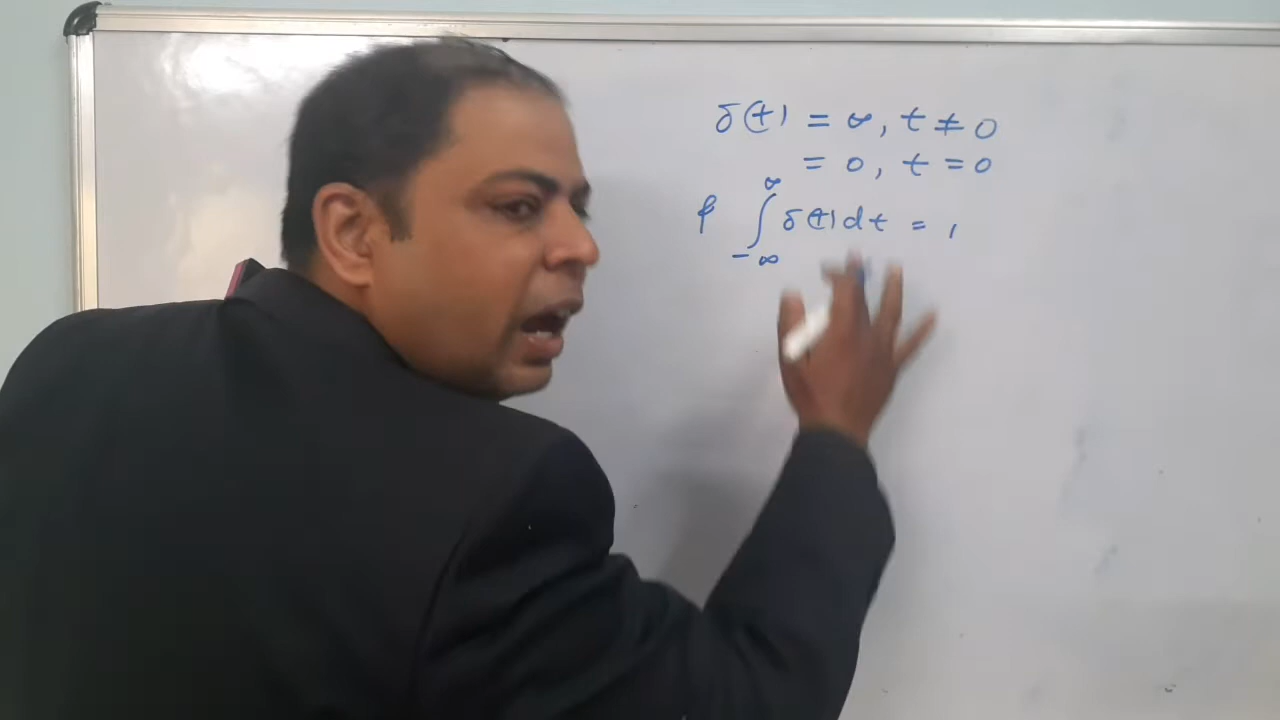 δ(t) = ∞, t ≠ 0
= 0, t = 0
& ∫_{-∞}^{∞} δ(t) dt = 1